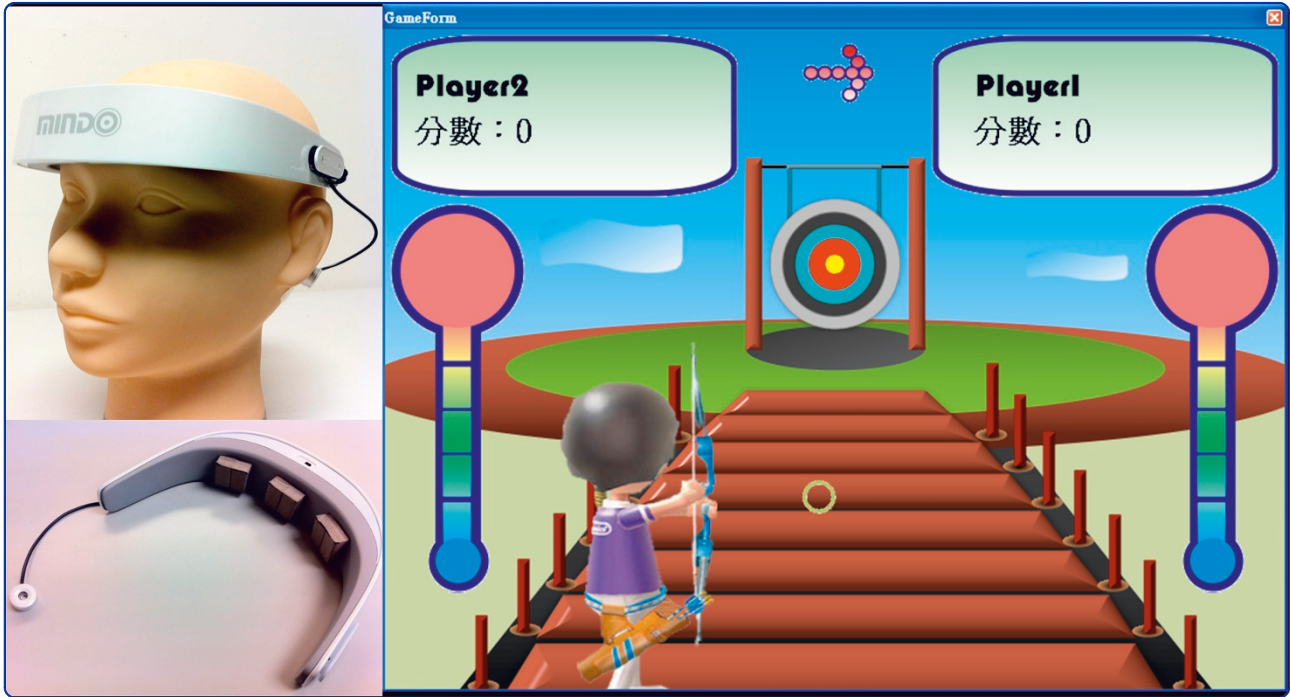 MINDO
GameForm
Player2
分數：0
Player1
分數：0